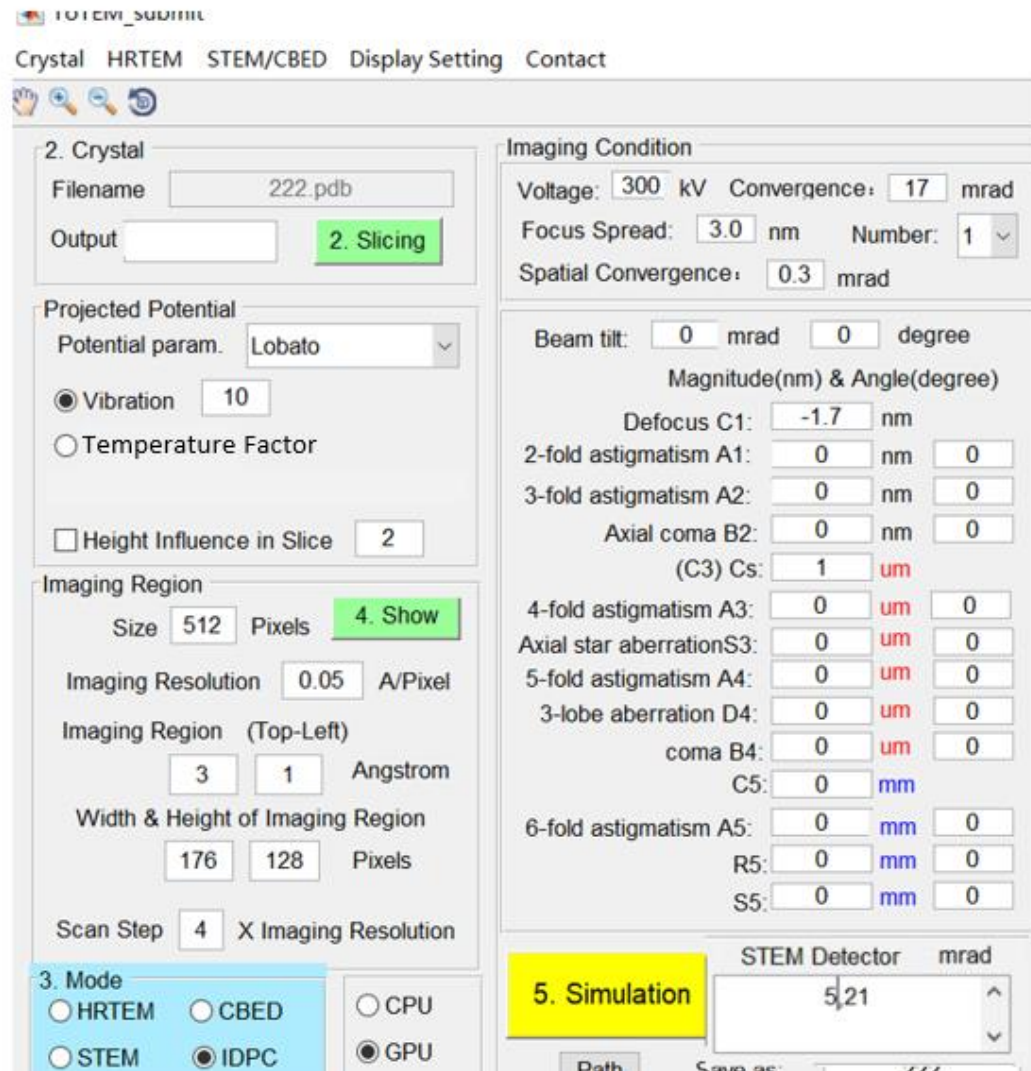 TOTEM_submit
Crystal HRTEM STEM/CBED Display Setting Contact
2. Crystal
Filename 222.pdb
Output 2. Slicing
Projected Potential
Potential param. Lobato
Vibration 10
Temperature Factor
Height Influence in Slice 2
Imaging Region
Size 512 Pixels 4. Show
Imaging Resolution 0.05 A/Pixel
Imaging Region (Top-Left)
3 1 Angstrom
Width & Height of Imaging Region
176 128 Pixels
Scan Step 4 X Imaging Resolution
3. Mode
HRTEM CBED
STEM IDPC
CPU
GPU
Imaging Condition
Voltage: 300 kV Convergence: 17 mrad
Focus Spread: 3.0 nm Number: 1
Spatial Convergence: 0.3 mrad
Beam tilt: 0 mrad 0 degree
Magnitude(nm) & Angle(degree)
Defocus C1: -1.7 nm
2-fold astigmatism A1: 0 nm 0
3-fold astigmatism A2: 0 nm 0
Axial coma B2: 0 nm 0
(C3) Cs: 1 um
4-fold astigmatism A3: 0 um 0
Axial star aberrationS3: 0 um 0
5-fold astigmatism A4: 0 um 0
3-lobe aberration D4: 0 um 0
coma B4: 0 um 0
C5: 0 mm
6-fold astigmatism A5: 0 mm 0
R5: 0 mm 0
S5: 0 mm 0
5. Simulation
STEM Detector mrad
5,21
Path Save as: